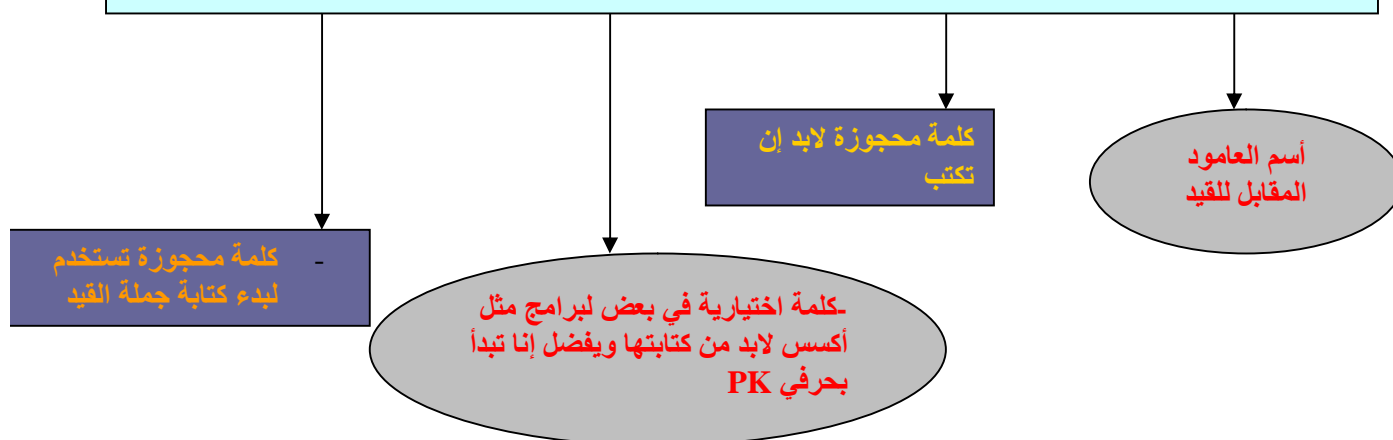 كلمة محجوزة لابد إن
تكتب
أسم العامود
المقابل للقيد
- كلمة محجوزة تستخدم
لبدء كتابة جملة القيد
-كلمة اختيارية في بعض لبرامج مثل
أكسس لابد من كتابتها ويفضل إنا تبدأ
بحرفي PK